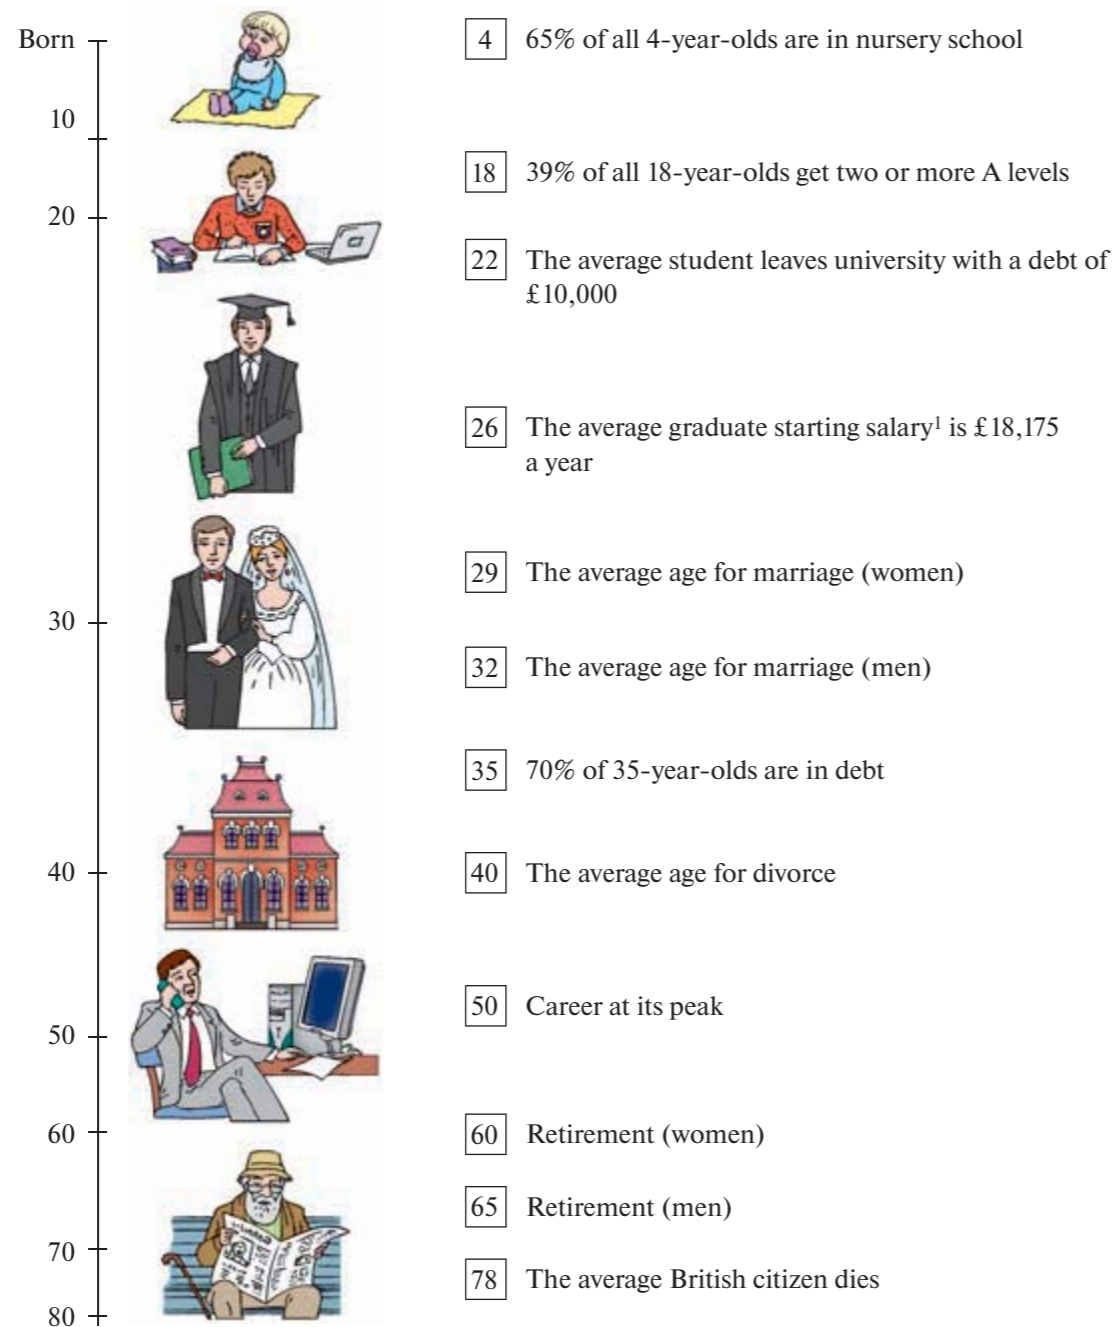 Born
4 65% of all 4-year-olds are in nursery school
10
18 39% of all 18-year-olds get two or more A levels
20
22 The average student leaves university with a debt of
£10,000
26 The average graduate starting salary¹ is £18,175
a year
29 The average age for marriage (women)
30
32 The average age for marriage (men)
35 70% of 35-year-olds are in debt
40
40 The average age for divorce
50 Career at its peak
50
60
60 Retirement (women)
65 Retirement (men)
70
78 The average British citizen dies
80